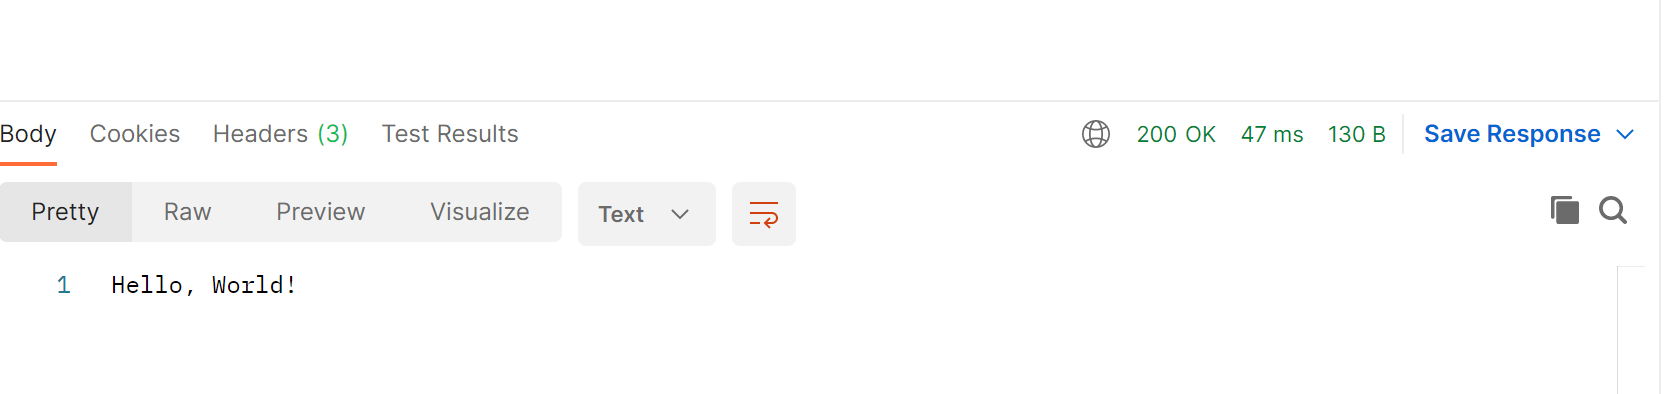 Body Cookies Headers (3) Test Results 200 OK 47 ms 130 B Save Response
Pretty Raw Preview Visualize Text
1 Hello, World!